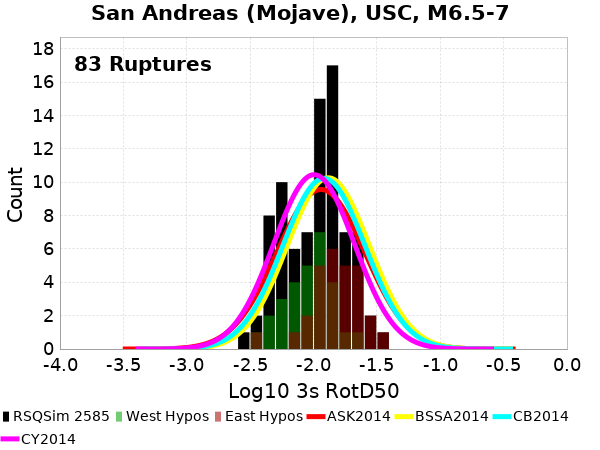 San Andreas (Mojave), USC, M6.5-7
83 Ruptures
18
16
14
12
10
8
6
4
2
0
Count
-4.0 -3.5 -3.0 -2.5 -2.0 -1.5 -1.0 -0.5 0.0
Log10 3s RotD50
RSQSim 2585 West Hypos East Hypos ASK2014 BSSA2014 CB2014
CY2014